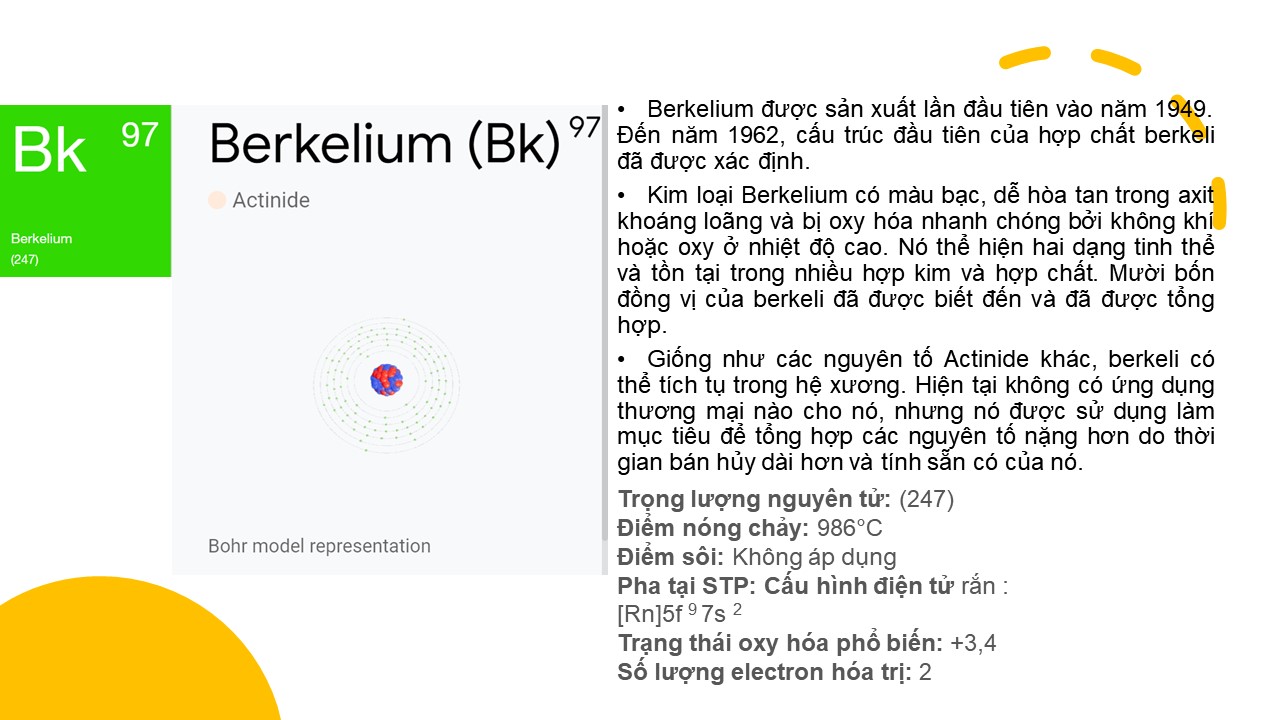 Bk
97
Berkelium
(247)
Berkelium (Bk) 97
Actinide
Bohr model representation
• Berkelium được sản xuất lần đầu tiên vào năm 1949.
Đến năm 1962, cấu trúc đầu tiên của hợp chất berkeli
đã được xác định.
• Kim loại Berkelium có màu bạc, dễ hòa tan trong axit
khoáng loãng và bị oxy hóa nhanh chóng bởi không khí
hoặc oxy ở nhiệt độ cao. Nó thể hiện hai dạng tinh thể
và tồn tại trong nhiều hợp kim và hợp chất. Mười bốn
đồng vị của berkeli đã được biết đến và đã được tổng
hợp.
• Giống như các nguyên tố Actinide khác, berkeli có
thể tích tụ trong hệ xương. Hiện tại không có ứng dụng
thương mại nào cho nó, nhưng nó được sử dụng làm
mục tiêu để tổng hợp các nguyên tố nặng hơn do thời
gian bán hủy dài hơn và tính sẵn có của nó.
Trọng lượng nguyên tử: (247)
Điểm nóng chảy: 986°C
Điểm sôi: Không áp dụng
Pha tại STP: Cấu hình điện tử rắn :
[Rn]5f 9 7s 2
Trạng thái oxy hóa phổ biến: +3,4
Số lượng electron hóa trị: 2